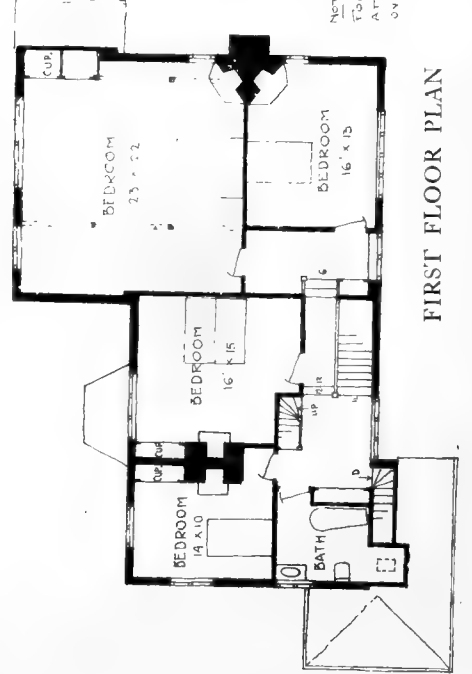 CUP.
BEDROOM
23 × 22
BEDROOM
16' × 13
BEDROOM
16' × 15
CUP.
CUP.
BEDROOM
14 × 10
BATH
UP
D
FIRST FLOOR PLAN